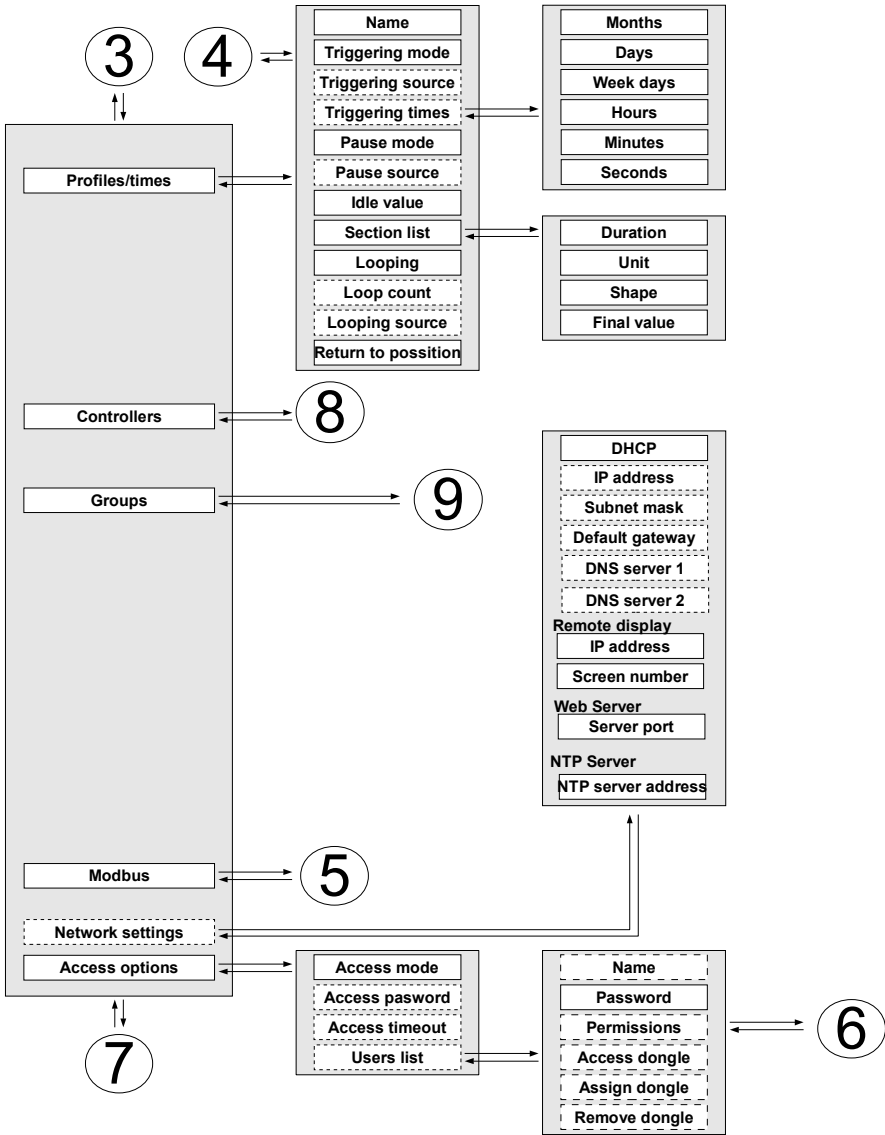 3
4
Name
Triggering mode
Triggering source
Triggering times
Pause mode
Pause source
Idle value
Section list
Looping
Loop count
Looping source
Return to possition
Months
Days
Week days
Hours
Minutes
Seconds
Duration
Unit
Shape
Final value
Profiles/times
Controllers
8
Groups
9
DHCP
IP address
Subnet mask
Default gateway
DNS server 1
DNS server 2
Remote display
IP address
Screen number
Web Server
Server port
NTP Server
NTP server address
Modbus
5
Network settings
Access options
7
Access mode
Access pasword
Access timeout
Users list
Name
Password
Permissions
Access dongle
Assign dongle
Remove dongle
6